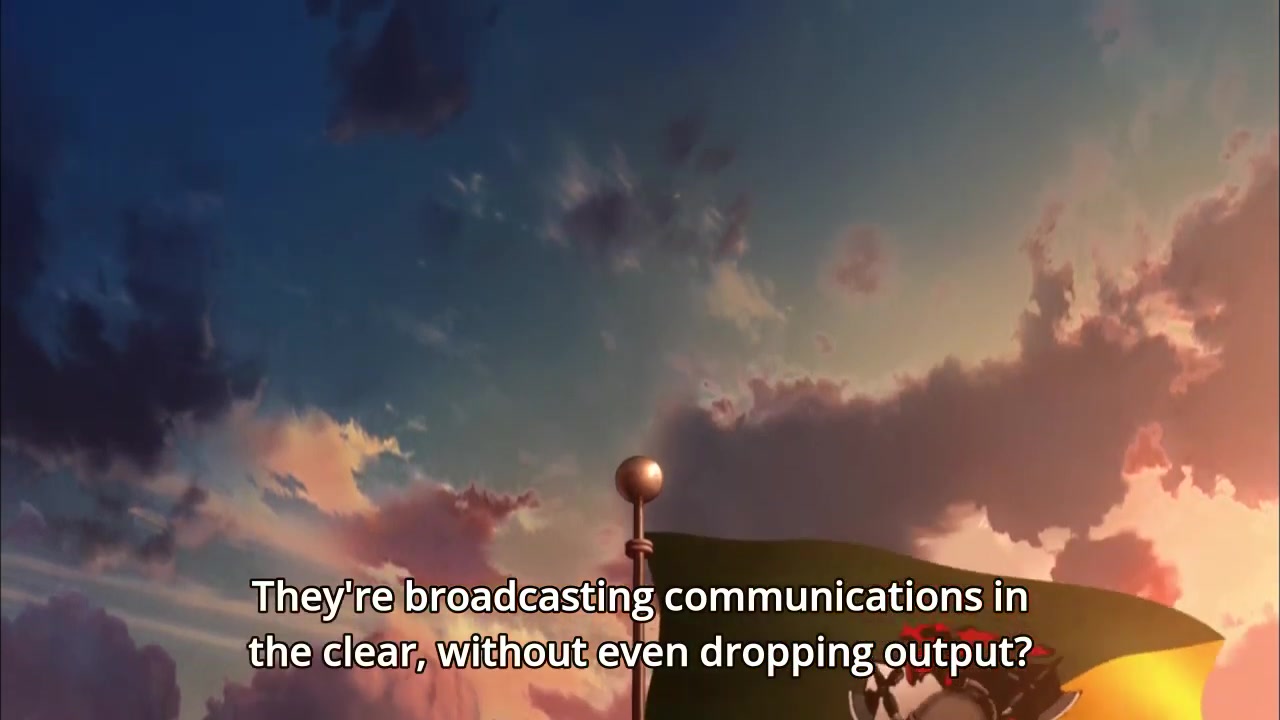 They're broadcasting communications in
the clear, without even dropping output?